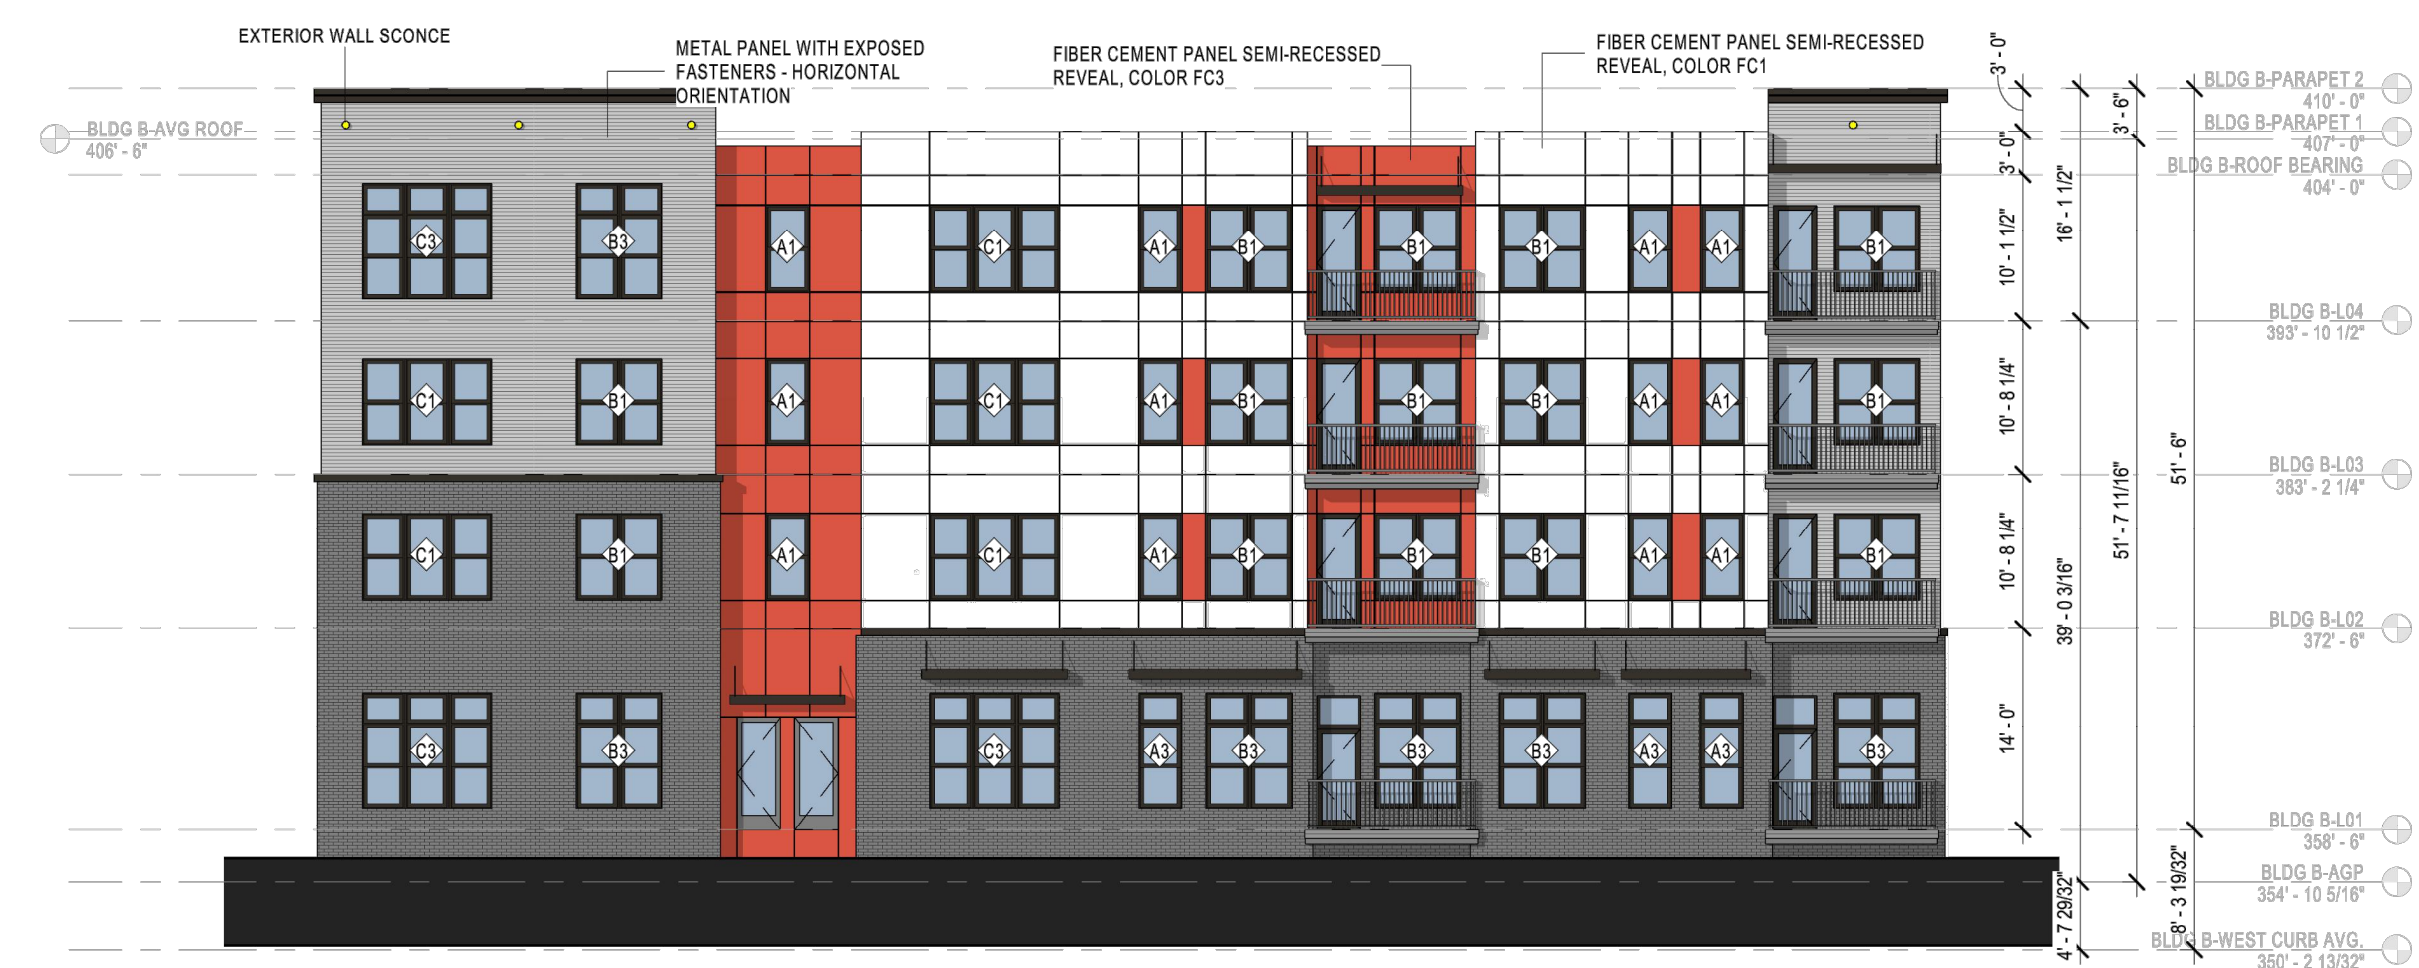 EXTERIOR WALL SCONCE
METAL PANEL WITH EXPOSED
FASTENERS - HORIZONTAL
ORIENTATION
FIBER CEMENT PANEL SEMI-RECESSED
REVEAL, COLOR FC3
FIBER CEMENT PANEL SEMI-RECESSED
REVEAL, COLOR FC1
BLDG B-AVG ROOF
406' - 6"
C3 B3 A1 C1 A1 B1 B1 B1 A1 A1 B1
C1 B1 A1 C1 A1 B1 B1 B1 A1 A1 B1
C1 B1 A1 C1 A1 B1 B1 B1 A1 A1 B1
C3 B3 C3 A3 B3 B3 B3 A3 A3 B3
3' - 0"
3' - 0"
10' - 1 1/2"
10' - 8 1/4"
10' - 8 1/4"
14' - 0"
16' - 1 1/2"
39' - 0 3/16"
4' - 7 29/32"
3' - 6"
51' - 7 11/16"
51' - 6"
8' - 3 19/32"
BLDG B-PARAPET 2
410' - 0"
BLDG B-PARAPET 1
407' - 0"
BLDG B-ROOF BEARING
404' - 0"
BLDG B-L04
393' - 10 1/2"
BLDG B-L03
383' - 2 1/4"
BLDG B-L02
372' - 6"
BLDG B-L01
358' - 6"
BLDG B-AGP
354' - 10 5/16"
BLDG B-WEST CURB AVG.
350' - 2 13/32"